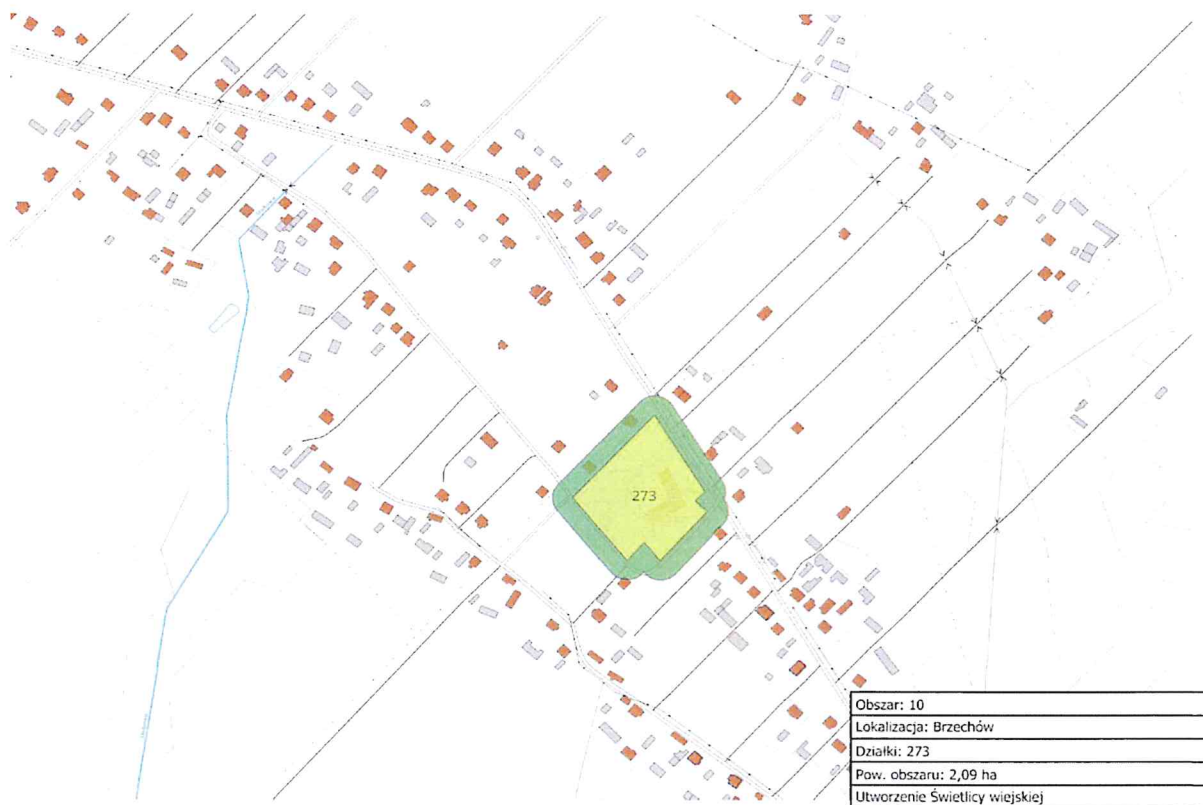 273
Obszar: 10
Lokalizacja: Brzechów
Działki: 273
Pow. obszaru: 2,09 ha
Utworzenie Świetlicy wiejskiej